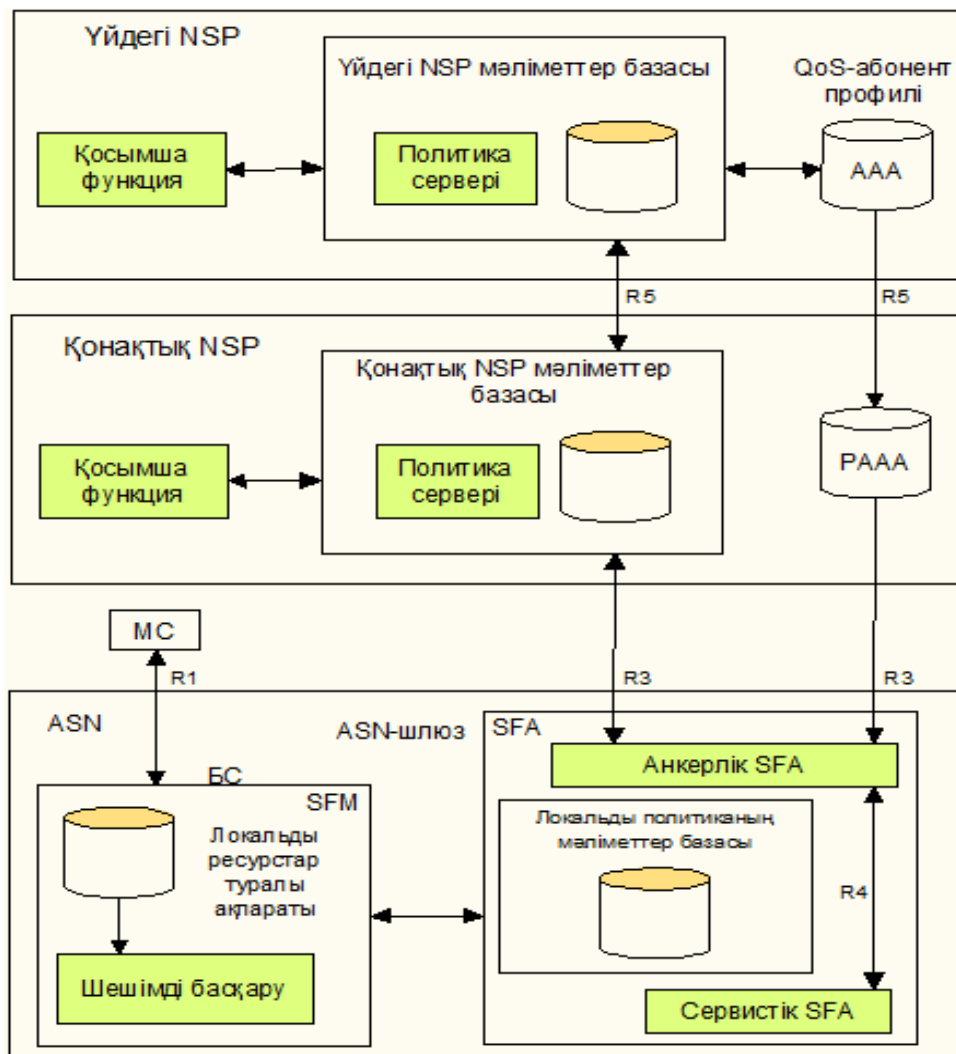 Үйдегі NSP
Үйдегі NSP мәліметтер базасы
QoS-абонент
профилі
Қосымша
функция
Политика
сервері
AAA
R5
R5
Қонақтық NSP
Қонақтық NSP мәліметтер
базасы
Қосымша
функция
Политика
сервері
PAAA
МС
R1
R3
R3
ASN
ASN-шлюз
SFA
Анкерлік SFA
БС
SFM
Локальды
ресурстар
туралы
ақпараты
Локальды политиканың
мәліметтер базасы
R4
Шешімді басқару
Сервистік SFA